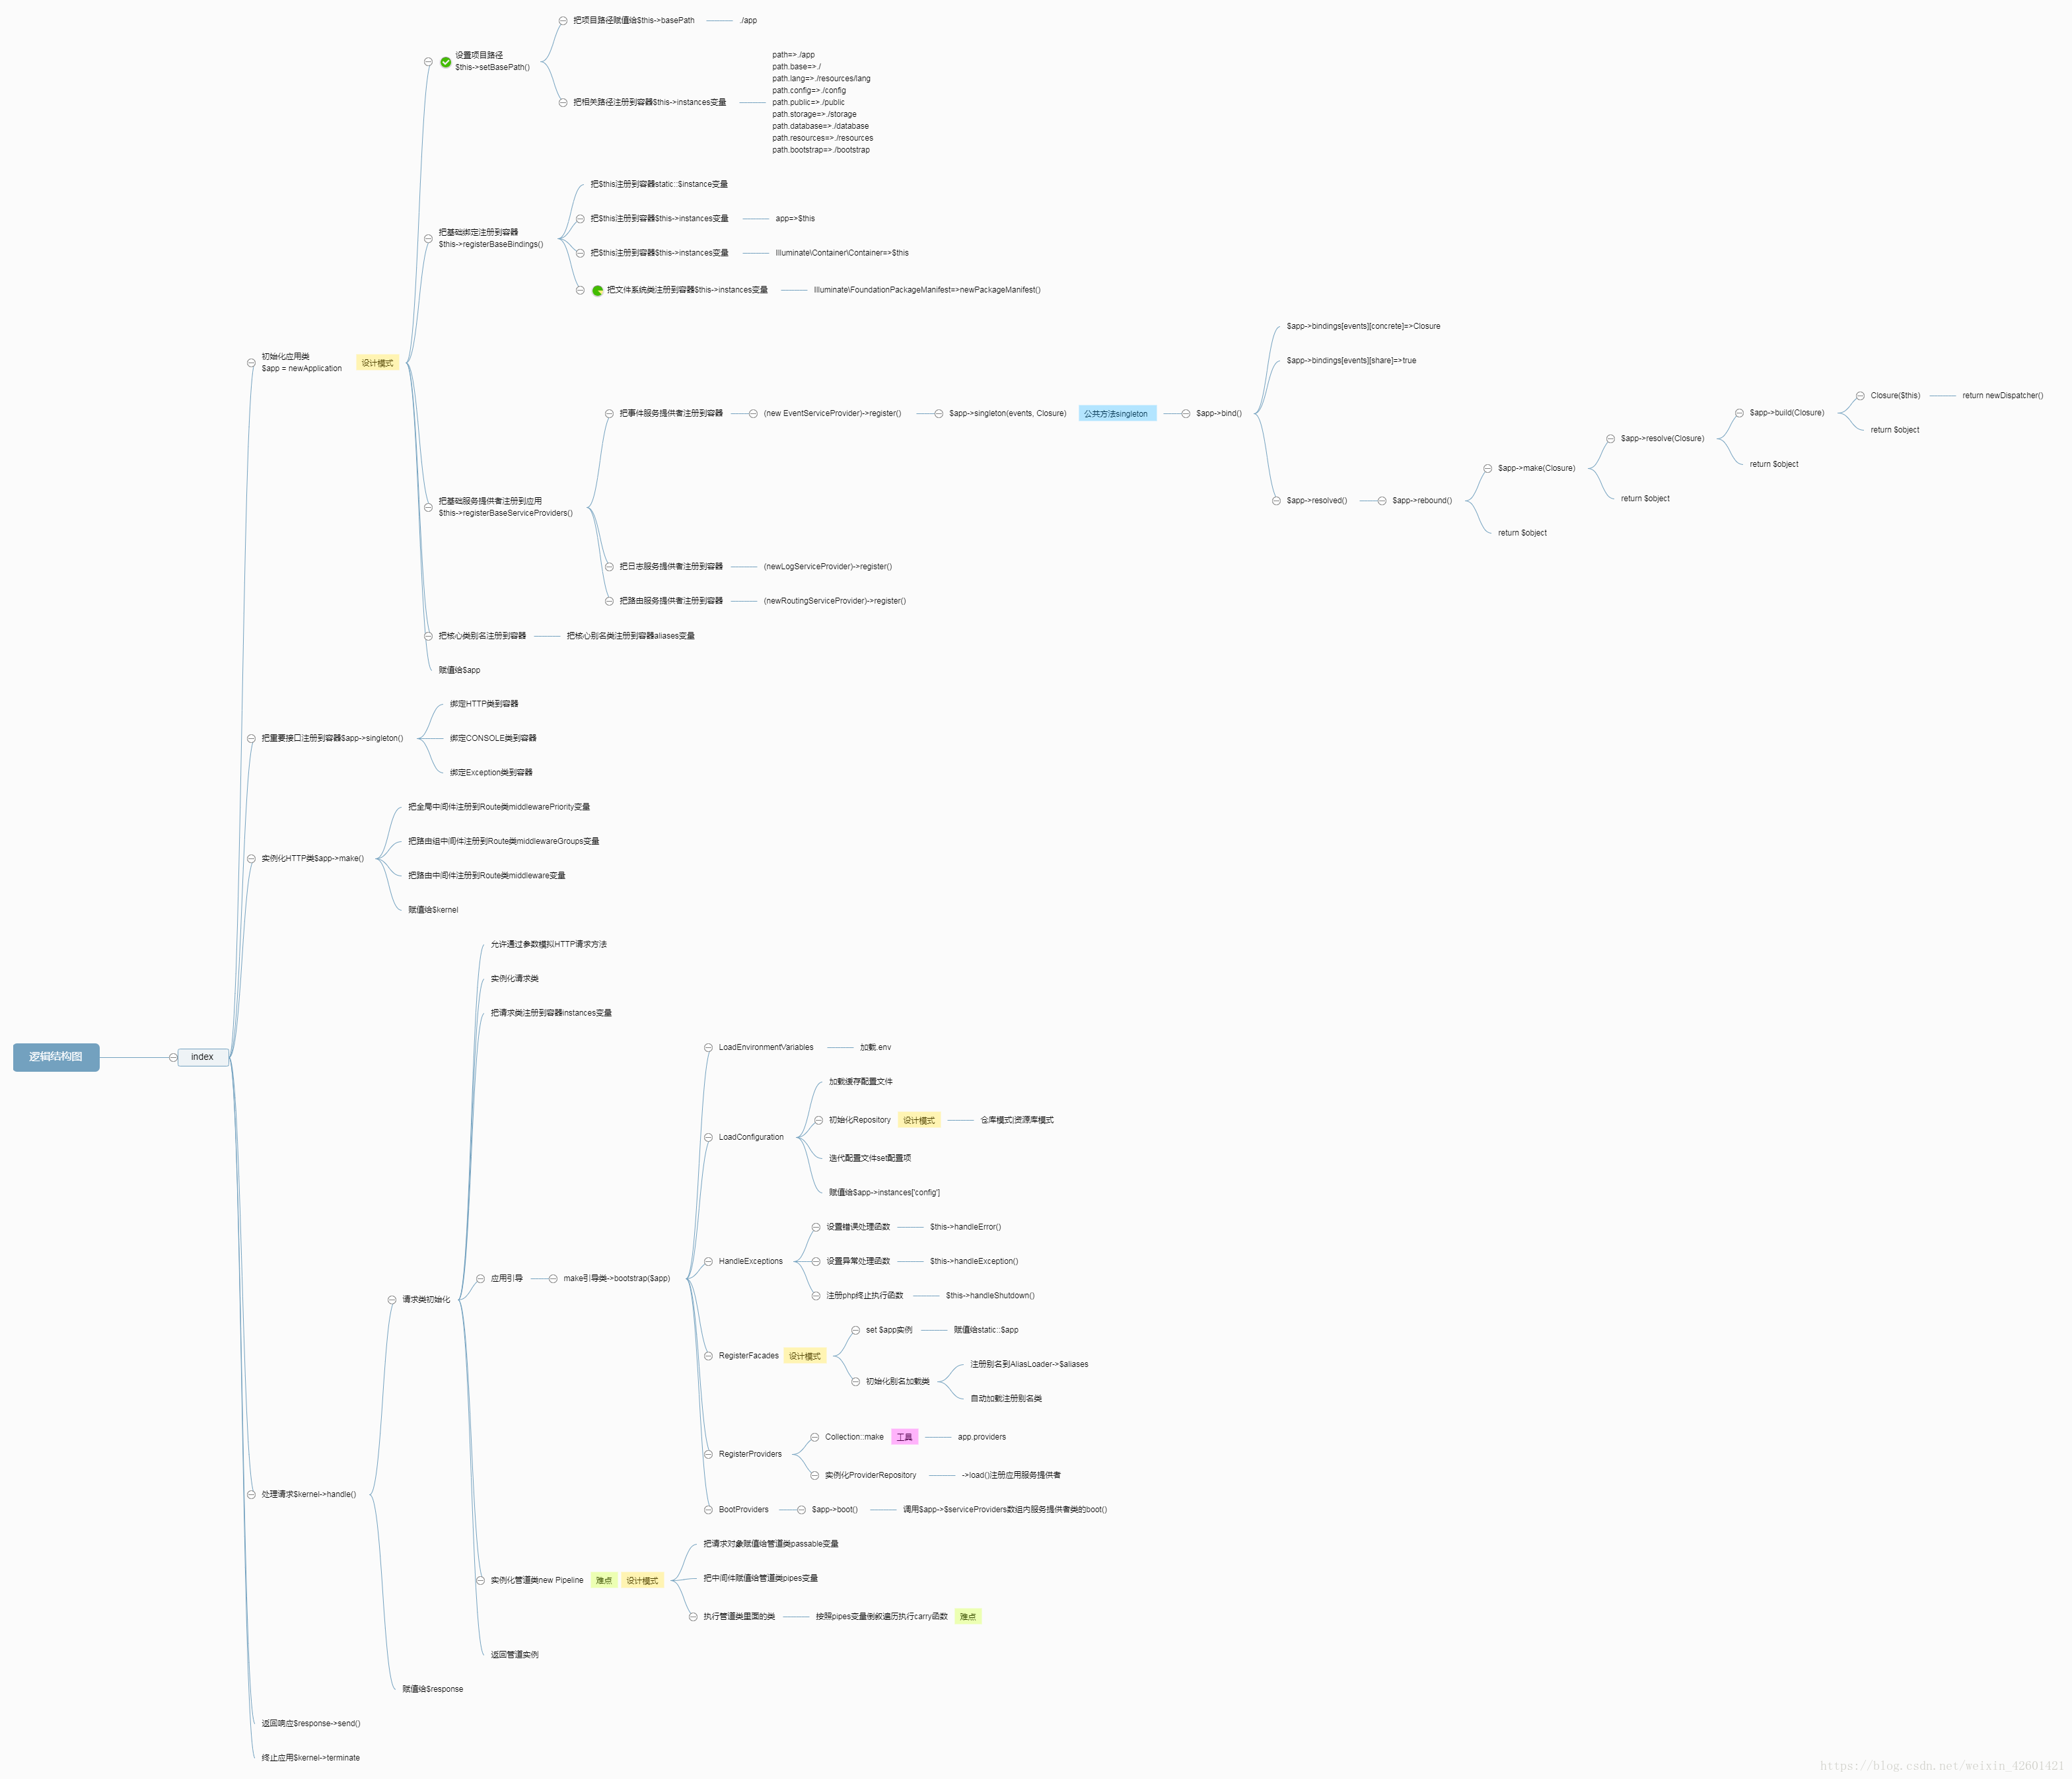 逻辑结构图
index
初始化应用类
$app = newApplication
设计模式
设置项目路径
$this->setBasePath()
把项目路径赋值给$this->basePath
./app
把相关路径注册到容器$this->instances变量
path=>./app
path.base=>./
path.lang=>./resources/lang
path.config=>./config
path.public=>./public
path.storage=>./storage
path.database=>./database
path.resources=>./resources
path.bootstrap=>./bootstrap
把基础绑定注册到容器
$this->registerBaseBindings()
把$this注册到容器static::$instance变量
把$this注册到容器$this->instances变量
app=>$this
把$this注册到容器$this->instances变量
Illuminate\Container\Container=>$this
把文件系统类注册到容器$this->instances变量
Illuminate\FoundationPackageManifest=>newPackageManifest()
把基础服务提供者注册到应用
$this->registerBaseServiceProviders()
把事件服务提供者注册到容器
(new EventServiceProvider)->register()
$app->singleton(events, Closure)
公共方法singleton
$app->bind()
$app->bindings[events][concrete]=>Closure
$app->bindings[events][share]=>true
$app->resolved()
$app->rebound()
$app->make(Closure)
$app->resolve(Closure)
$app->build(Closure)
Closure($this)
return newDispatcher()
return $object
return $object
return $object
return $object
把日志服务提供者注册到容器
(newLogServiceProvider)->register()
把路由服务提供者注册到容器
(newRoutingServiceProvider)->register()
把核心类别名注册到容器
把核心别名类注册到容器aliases变量
赋值给$app
把重要接口注册到容器$app->singleton()
绑定HTTP类到容器
绑定CONSOLE类到容器
绑定Exception类到容器
实例化HTTP类$app->make()
把全局中间件注册到Route类middlewarePriority变量
把路由组中间件注册到Route类middlewareGroups变量
把路由中间件注册到Route类middleware变量
赋值给$kernel
处理请求$kernel->handle()
请求类初始化
允许通过参数模拟HTTP请求方法
实例化请求类
把请求类注册到容器instances变量
应用引导
make引导类->bootstrap($app)
LoadEnvironmentVariables
加载.env
LoadConfiguration
加载缓存配置文件
初始化Repository
设计模式
仓库模式/资源库模式
迭代配置文件set配置项
赋值给$app->instances['config']
HandleExceptions
设置错误处理函数
$this->handleError()
设置异常处理函数
$this->handleException()
注册php终止执行函数
$this->handleShutdown()
RegisterFacades
设计模式
set $app实例
赋值给static::$app
初始化别名加载类
注册别名到AliasLoader->$aliases
自动加载注册别名类
RegisterProviders
Collection::make
工具
app.providers
实例化ProviderRepository
->load()注册应用服务提供者
BootProviders
$app->boot()
调用$app->$serviceProviders数组内服务提供者类的boot()
实例化管道类new Pipeline
难点
设计模式
把请求对象赋值给管道类passable变量
把中间件赋值给管道类pipes变量
执行管道类里面的类
按照pipes变量倒叙遍历执行carry函数
难点
返回管道实例
赋值给$response
返回响应$response->send()
终止应用$kernel->terminate
https://blog.csdn.net/weixin_42601421